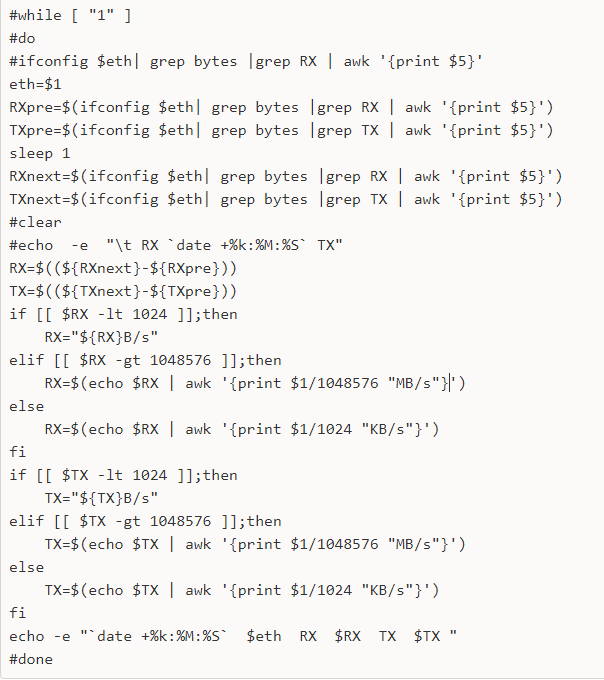 #while [ "1" ]
#do
#ifconfig $eth| grep bytes |grep RX | awk '{print $5}'
eth=$1
RXpre=$(ifconfig $eth| grep bytes |grep RX | awk '{print $5}')
TXpre=$(ifconfig $eth| grep bytes |grep TX | awk '{print $5}')
sleep 1
RXnext=$(ifconfig $eth| grep bytes |grep RX | awk '{print $5}')
TXnext=$(ifconfig $eth| grep bytes |grep TX | awk '{print $5}')
#clear
#echo  -e  "\t RX `date +%k:%M:%S` TX"
RX=$((${RXnext}-${RXpre}))
TX=$((${TXnext}-${TXpre}))
if [[ $RX -lt 1024 ]];then
    RX="${RX}B/s"
elif [[ $RX -gt 1048576 ]];then
    RX=$(echo $RX | awk '{print $1/1048576 "MB/s"}')
else
    RX=$(echo $RX | awk '{print $1/1024 "KB/s"}')
fi
if [[ $TX -lt 1024 ]];then
    TX="${TX}B/s"
elif [[ $TX -gt 1048576 ]];then
    TX=$(echo $TX | awk '{print $1/1048576 "MB/s"}')
else
    TX=$(echo $TX | awk '{print $1/1024 "KB/s"}')
fi
echo -e "`date +%k:%M:%S`  $eth  RX  $RX  TX  $TX "
#done